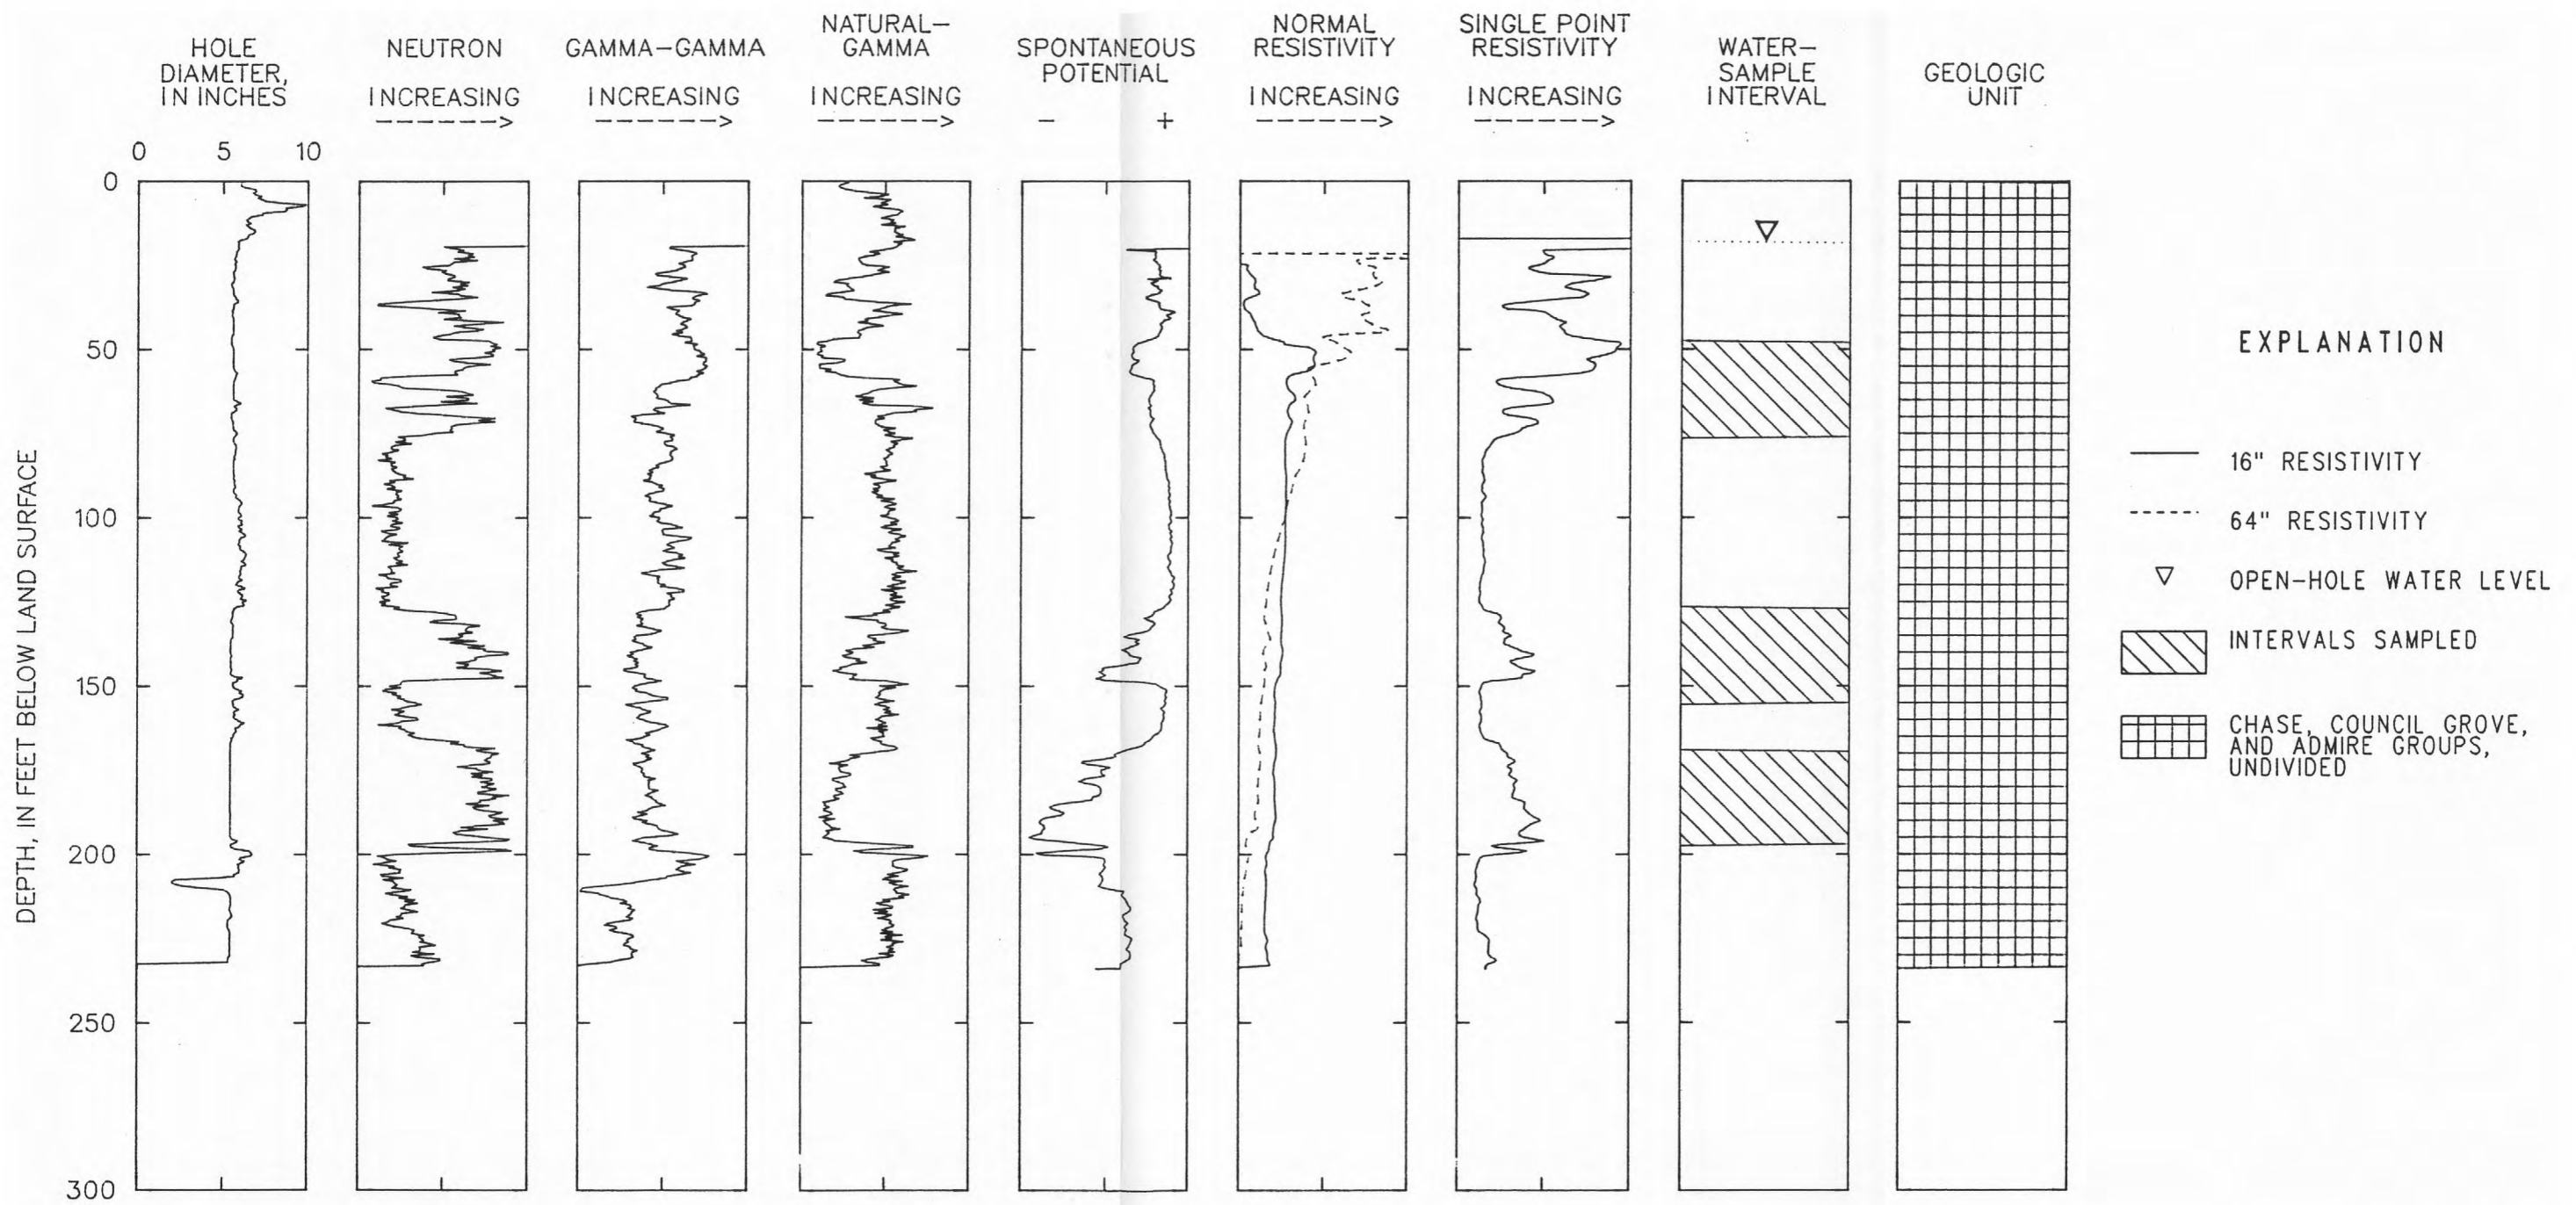 HOLE
DIAMETER,
IN INCHES
NEUTRON
INCREASING
GAMMA-GAMMA
INCREASING
NATURAL-
GAMMA
INCREASING
SPONTANEOUS
POTENTIAL
- +
NORMAL
RESISTIVITY
INCREASING
SINGLE POINT
RESISTIVITY
INCREASING
WATER-
SAMPLE
INTERVAL
GEOLOGIC
UNIT
0 5 10
DEPTH, IN FEET BELOW LAND SURFACE
0
50
100
150
200
250
300
EXPLANATION
16" RESISTIVITY
64" RESISTIVITY
OPEN-HOLE WATER LEVEL
INTERVALS SAMPLED
CHASE, COUNCIL GROVE,
AND ADMIRE GROUPS,
UNDIVIDED